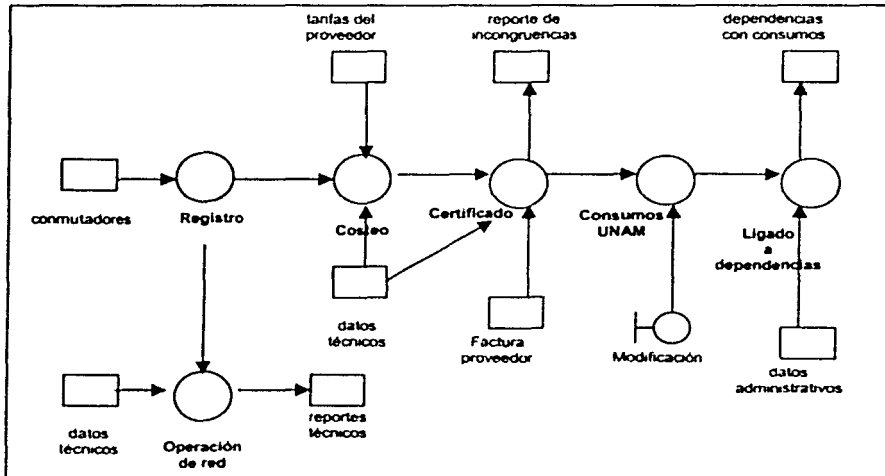 tarifas del
proveedor
reporte de
incongruencias
dependencias
con consumos
conmutadores
Registro
Costeo
Certificado
Consumos
UNAM
Ligado
a
dependencias
datos
técnicos
Factura
proveedor
Modificación
datos
administrativos
datos
técnicos
Operación
de red
reportes
técnicos